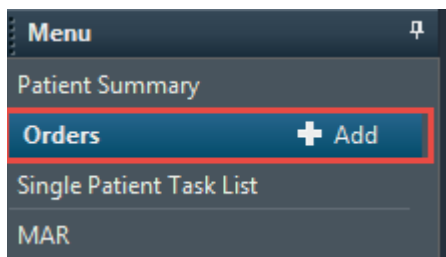 Menu
Patient Summary
Orders Add
Single Patient Task List
MAR